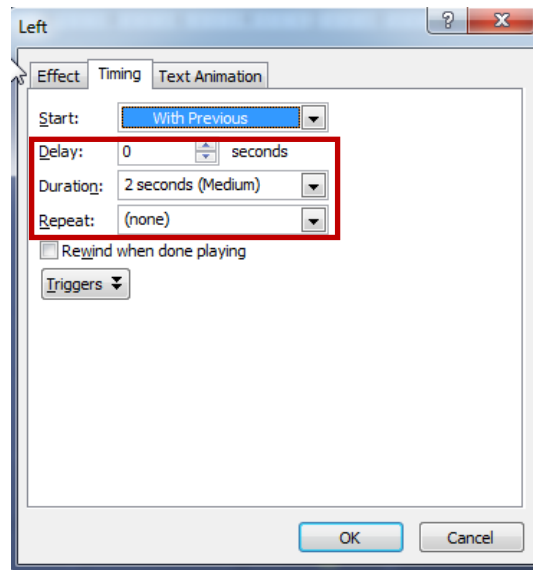 Left
Effect Timing Text Animation
Start: With Previous
Delay: 0 seconds
Duration: 2 seconds (Medium)
Repeat: (none)
Rewind when done playing
Triggers
OK Cancel